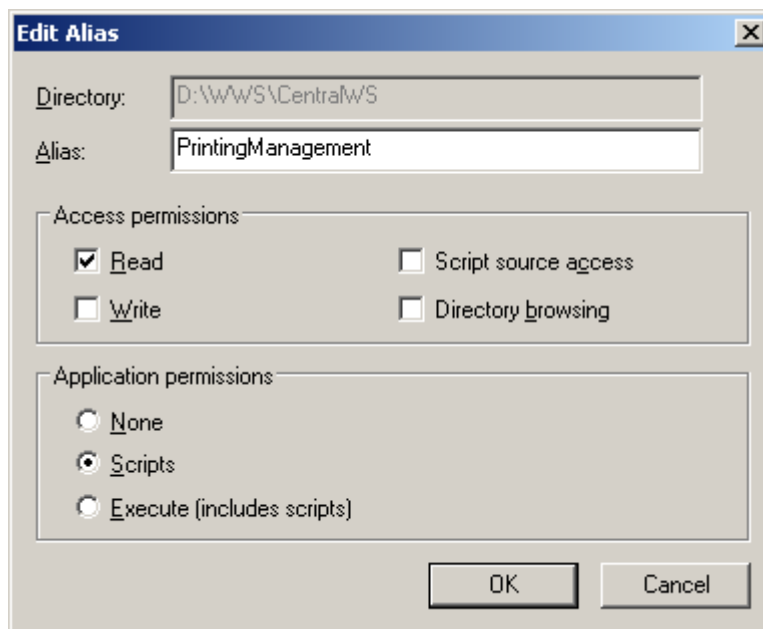 Edit Alias
Directory: D:\WWS\CentralWS
Alias: PrintingManagement
Access permissions
Read Script source access
Write Directory browsing
Application permissions
None
Scripts
Execute (includes scripts)
OK Cancel